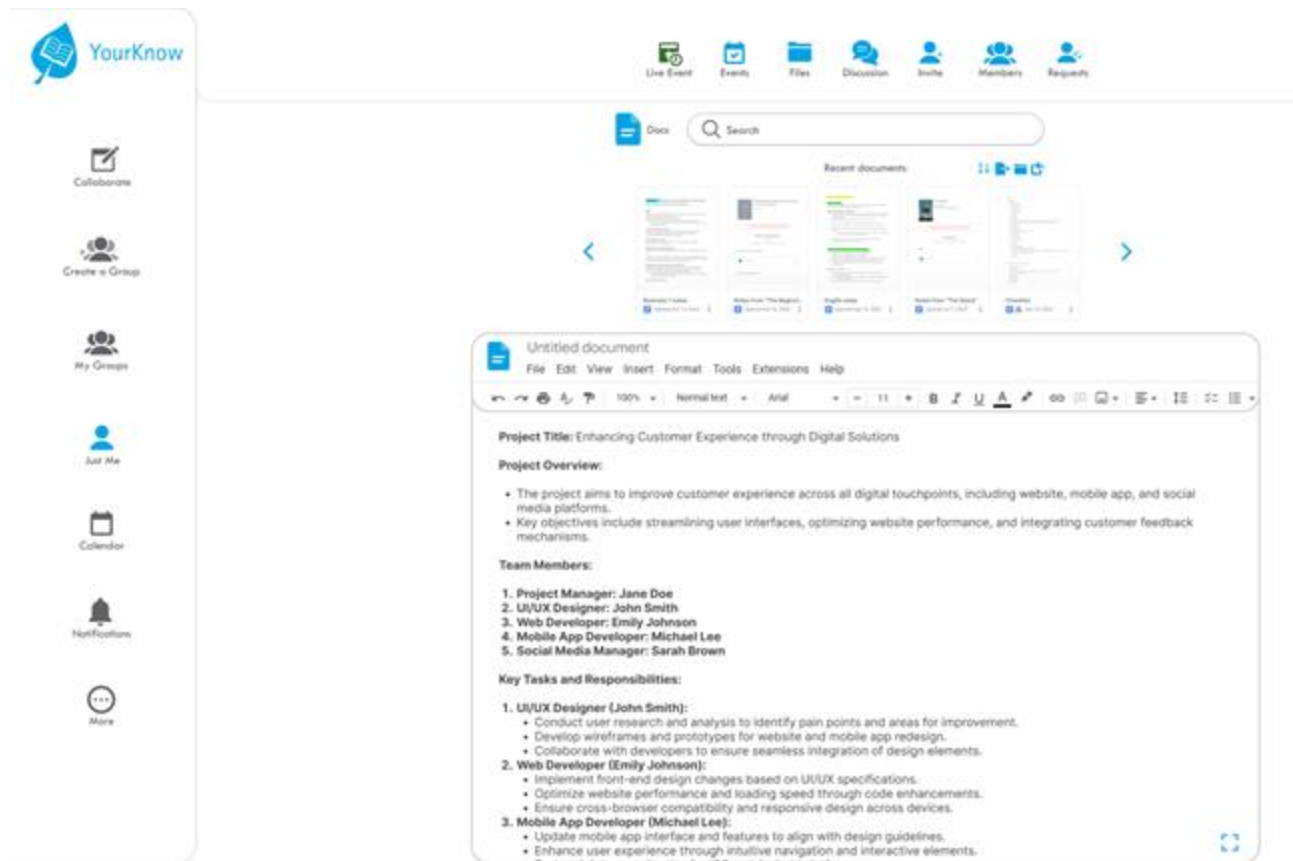 YourKnow
Live Event
Events
Files
Discussion
Invite
Members
Requests
Docs
Search
Recent documents
Collaborate
Create a Group
My Groups
Just Me
Calendar
Notifications
More
Untitled document
File Edit View Insert Format Tools Extensions Help
100% Normal text Arial - 11 + B I U A
Project Title: Enhancing Customer Experience through Digital Solutions
Project Overview:
• The project aims to improve customer experience across all digital touchpoints, including website, mobile app, and social
media platforms.
• Key objectives include streamlining user interfaces, optimizing website performance, and integrating customer feedback
mechanisms.
Team Members:
1. Project Manager: Jane Doe
2. UI/UX Designer: John Smith
3. Web Developer: Emily Johnson
4. Mobile App Developer: Michael Lee
5. Social Media Manager: Sarah Brown
Key Tasks and Responsibilities:
1. UI/UX Designer (John Smith):
• Conduct user research and analysis to identify pain points and areas for improvement.
• Develop wireframes and prototypes for website and mobile app redesign.
• Collaborate with developers to ensure seamless integration of design elements.
2. Web Developer (Emily Johnson):
• Implement front-end design changes based on UI/UX specifications.
• Optimize website performance and loading speed through code enhancements.
• Ensure cross-browser compatibility and responsive design across devices.
3. Mobile App Developer (Michael Lee):
• Update mobile app interface and features to align with design guidelines.
• Enhance user experience through intuitive navigation and interactive elements.